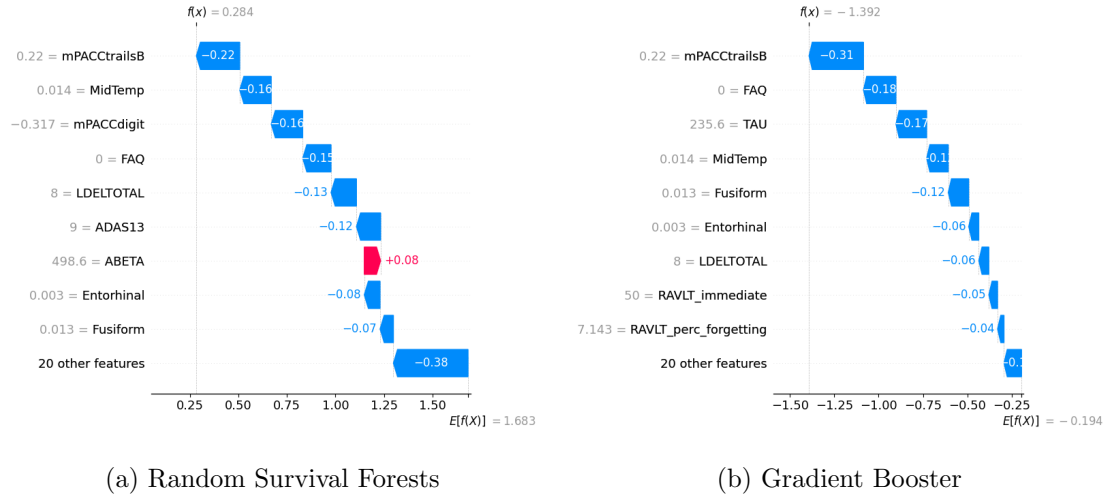 f(x) = 0.284
0.22 = mPACCtrailsB
−0.22
0.014 = MidTemp
−0.16
−0.317 = mPACCdigit
−0.16
0 = FAQ
−0.15
8 = LDELTOTAL
−0.13
9 = ADAS13
−0.12
498.6 = ABETA
+0.08
0.003 = Entorhinal
−0.08
0.013 = Fusiform
−0.07
20 other features
−0.38
0.25 0.50 0.75 1.00 1.25 1.50
E[f(X)] = 1.683
(a) Random Survival Forests
f(x) = −1.392
0.22 = mPACCtrailsB
−0.31
0 = FAQ
−0.18
235.6 = TAU
−0.17
0.014 = MidTemp
0.013 = Fusiform
−0.12
0.003 = Entorhinal
−0.06
8 = LDELTOTAL
−0.06
50 = RAVLT_immediate
−0.05
7.143 = RAVLT_perc_forgetting
−0.04
20 other features
−1.50 −1.25 −1.00 −0.75 −0.50 −0.25
E[f(X)] = −0.194
(b) Gradient Booster